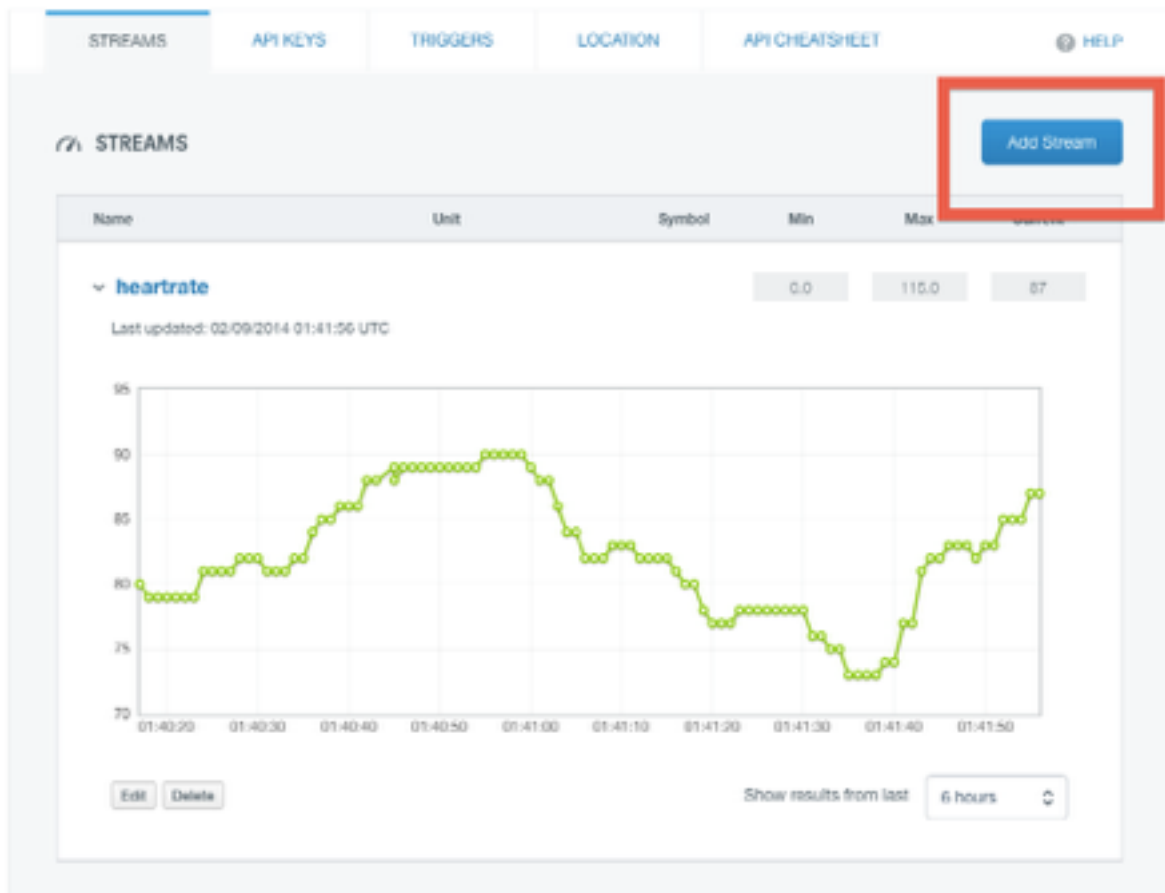 STREAMS API KEYS TRIGGERS LOCATION API CHEATSHEET HELP
STREAMS Add Stream
Name Unit Symbol Min Max
heartrate 0.0 115.0 87
Last updated: 02/09/2014 01:41:56 UTC
95
90
85
80
75
70
01:40:20 01:40:30 01:40:40 01:40:50 01:41:00 01:41:10 01:41:20 01:41:30 01:41:40 01:41:50
Edit Delete Show results from last 6 hours